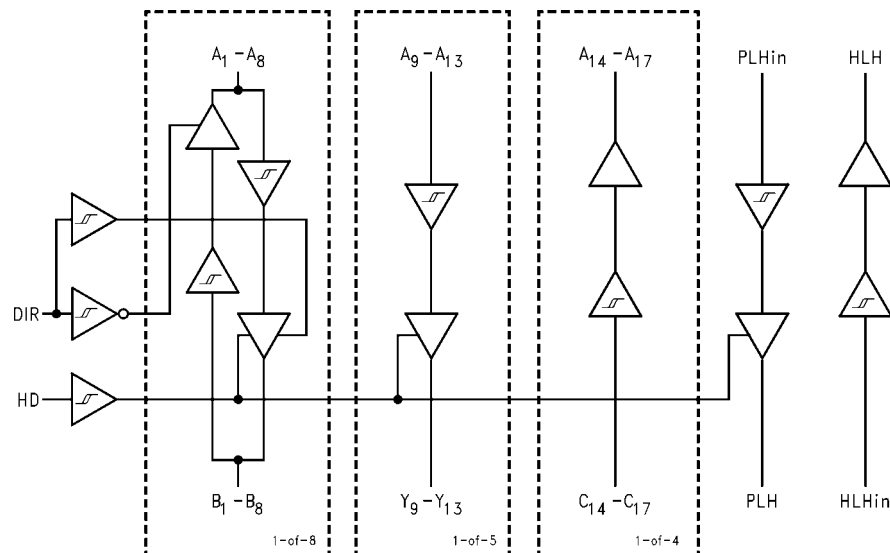 A1 – A8
A9 – A13
A14 – A17
PLHin
HLH
DIR
HD
B1 – B8
Y9 – Y13
C14 – C17
PLH
HLHin
1-of-8
1-of-5
1-of-4